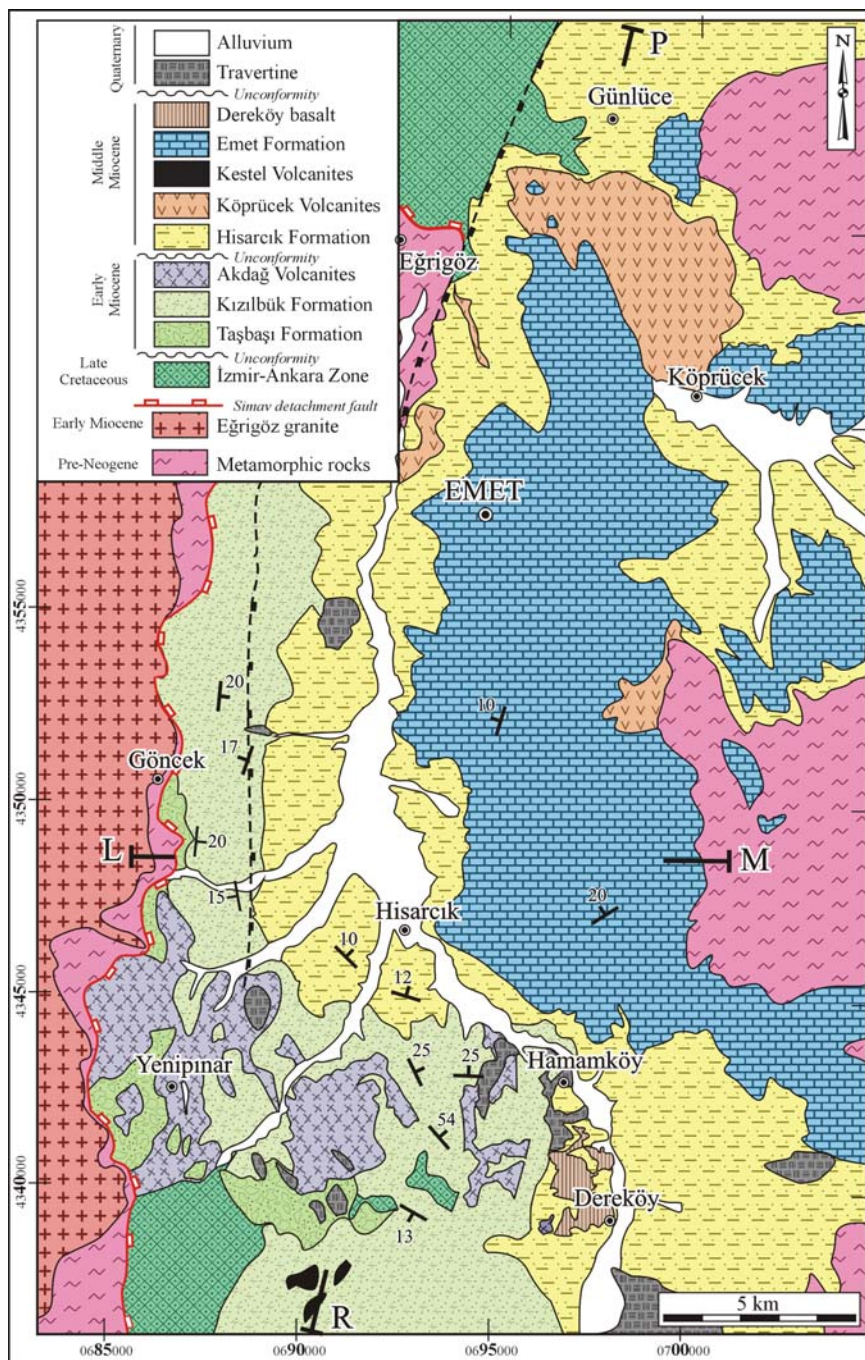 Quaternary
Alluvium
Travertine
Unconformity
Middle
Miocene
Dereköy basalt
Emet Formation
Kestel Volcanites
Köprücek Volcanites
Hisarcık Formation
Unconformity
Early
Miocene
Akdağ Volcanites
Kızılbük Formation
Taşbaşı Formation
Unconformity
Late
Cretaceous
İzmir-Ankara Zone
Simav detachment fault
Early Miocene
Eğrigöz granite
Pre-Neogene
Metamorphic rocks
P
N
Günlüce
Eğrigöz
Köprücek
EMET
4355000
20
10
17
Göncek
4350000
20
L
M
15
Hisarcık
20
10
12
4345000
25
25
Hamamköy
Yenipınar
54
4340000
Dereköy
13
R
5 km
0685000
0690000
0695000
0700000